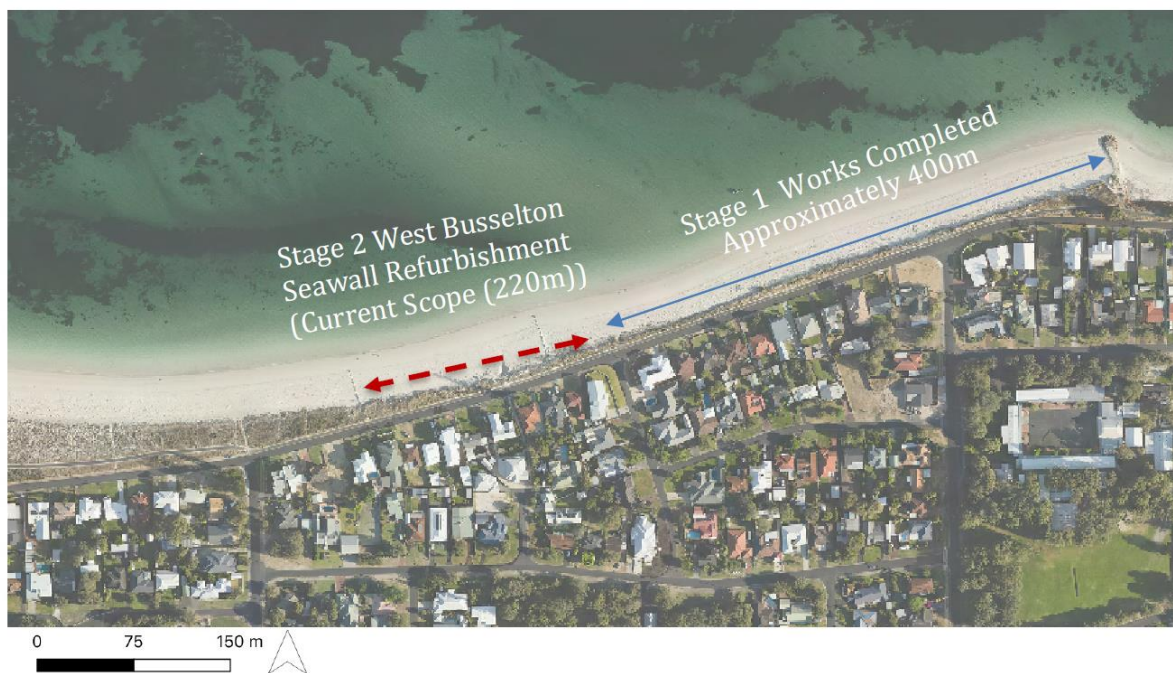 Stage 1  Works Completed
Approximately 400m
Stage 2 West Busselton
Seawall Refurbishment
(Current Scope (220m))
0 75 150 m